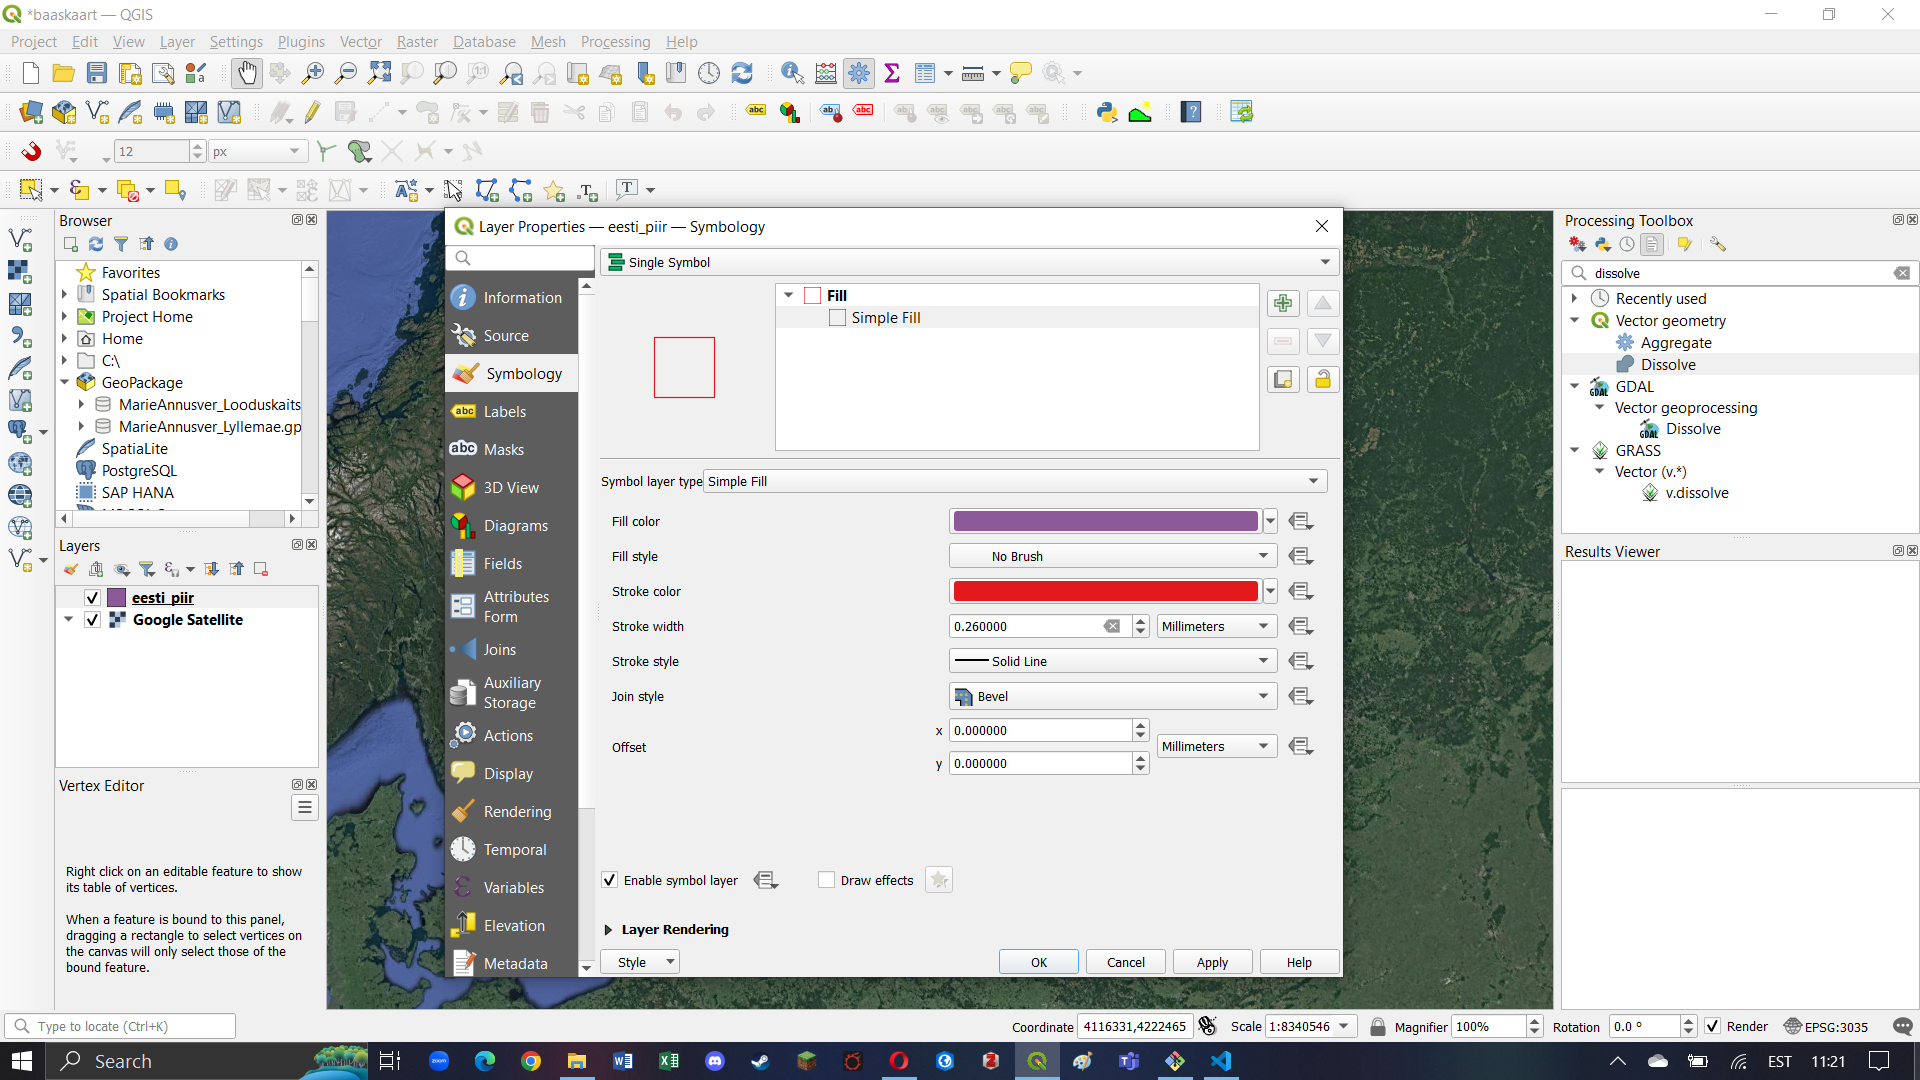 *baaskaart — QGIS
Project Edit View Layer Settings Plugins Vector Raster Database Mesh Processing Help
12 px
Browser
Favorites
Spatial Bookmarks
Project Home
Home
C:\
GeoPackage
MarieAnnusver_Looduskaits
MarieAnnusver_Lyllemae.gp
SpatiaLite
PostgreSQL
SAP HANA
Layers
eesti_piir
Google Satellite
Vertex Editor
Right click on an editable feature to show
its table of vertices.
When a feature is bound to this panel,
dragging a rectangle to select vertices on
the canvas will only select those of the
bound feature.
Layer Properties — eesti_piir — Symbology
Information
Source
Symbology
Labels
Masks
3D View
Diagrams
Fields
Attributes
Form
Joins
Auxiliary
Storage
Actions
Display
Rendering
Temporal
Variables
Elevation
Metadata
Single Symbol
Fill
Simple Fill
Symbol layer type Simple Fill
Fill color
Fill style No Brush
Stroke color
Stroke width 0.260000 Millimeters
Stroke style Solid Line
Join style Bevel
Offset x 0.000000 Millimeters
y 0.000000
Enable symbol layer Draw effects
Layer Rendering
Style OK Cancel Apply Help
Processing Toolbox
dissolve
Recently used
Vector geometry
Aggregate
Dissolve
GDAL
Vector geoprocessing
Dissolve
GRASS
Vector (v.*)
v.dissolve
Results Viewer
Type to locate (Ctrl+K) Coordinate 4116331,4222465 Scale 1:8340546 Magnifier 100% Rotation 0.0 ° Render EPSG:3035
Search EST 11:21